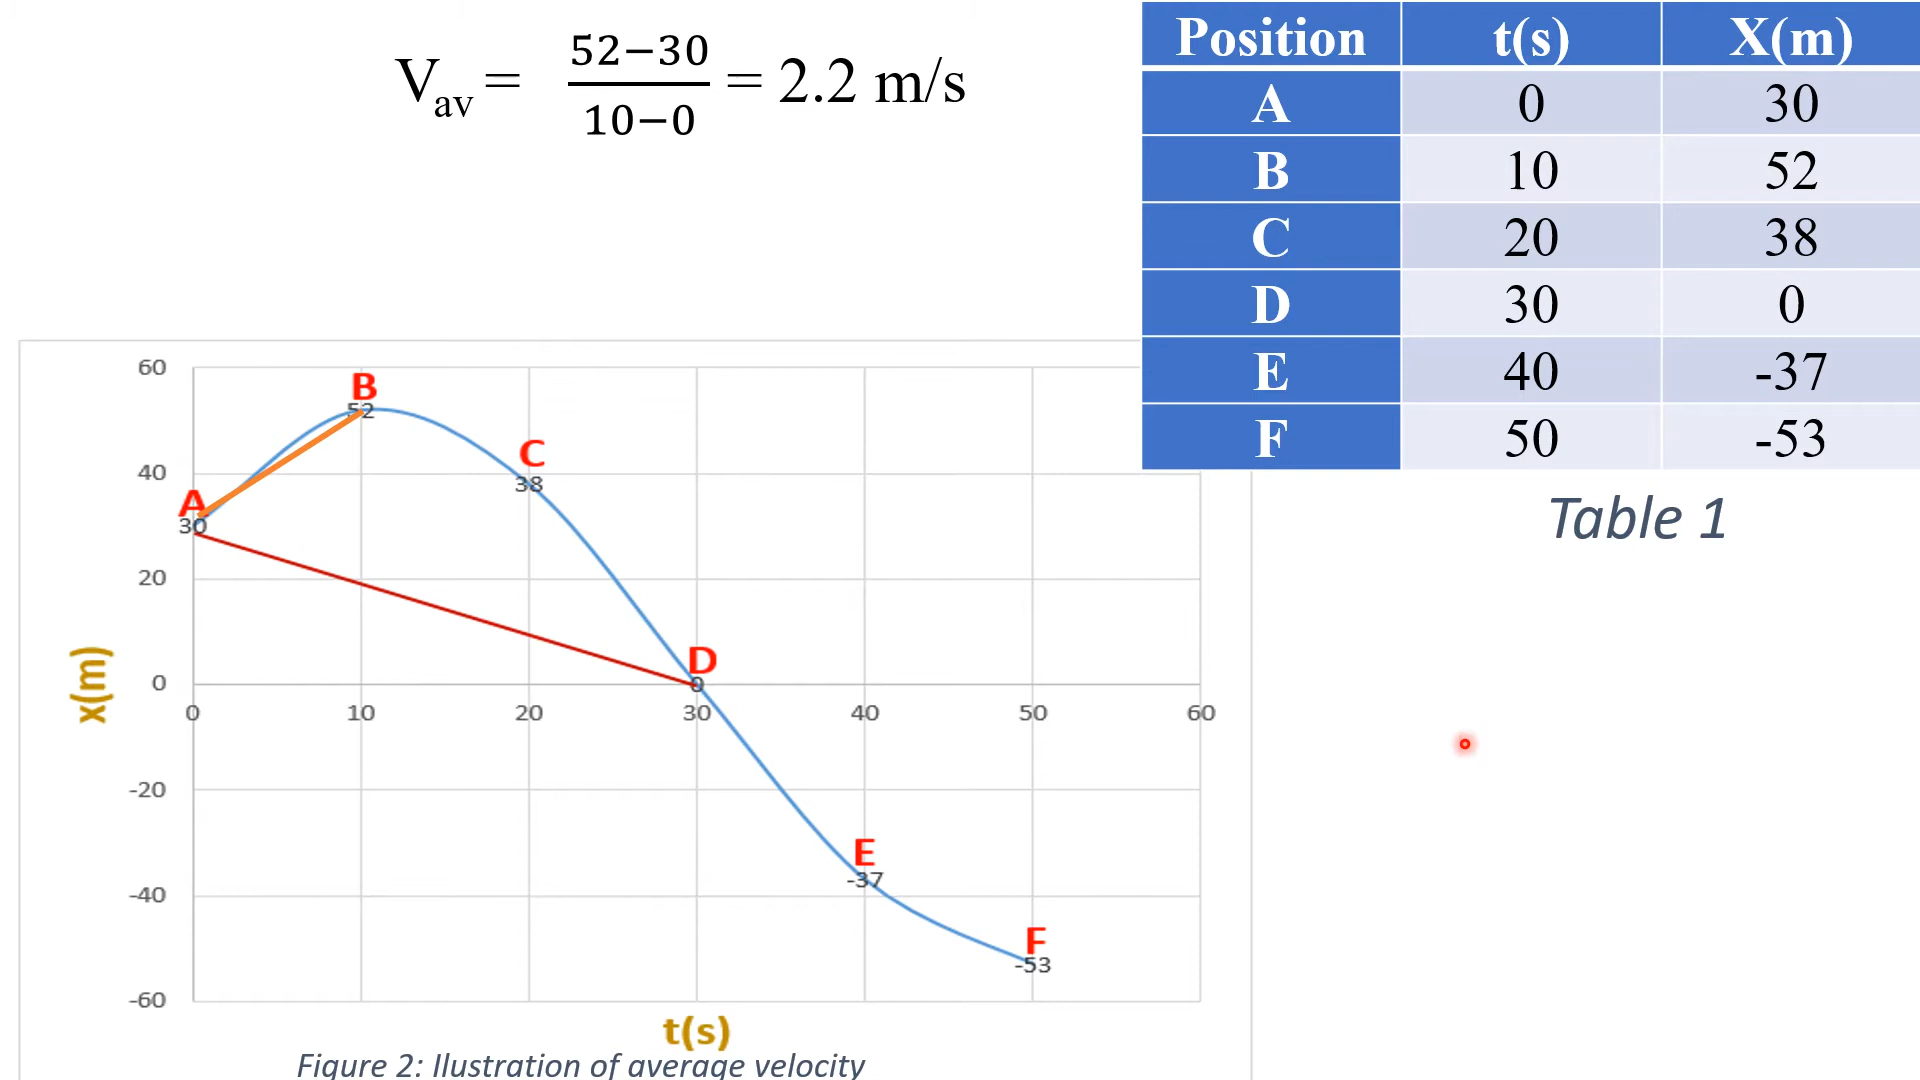 V_av = 52−30 / 10−0 = 2.2 m/s
Position t(s) X(m)
A 0 30
B 10 52
C 20 38
D 30 0
E 40 -37
F 50 -53
Table 1
60
40
20
0
-20
-40
-60
0 10 20 30 40 50 60
A
30
B
52
C
38
D
0
E
-37
F
-53
x(m)
t(s)
Figure 2: Ilustration of average velocity